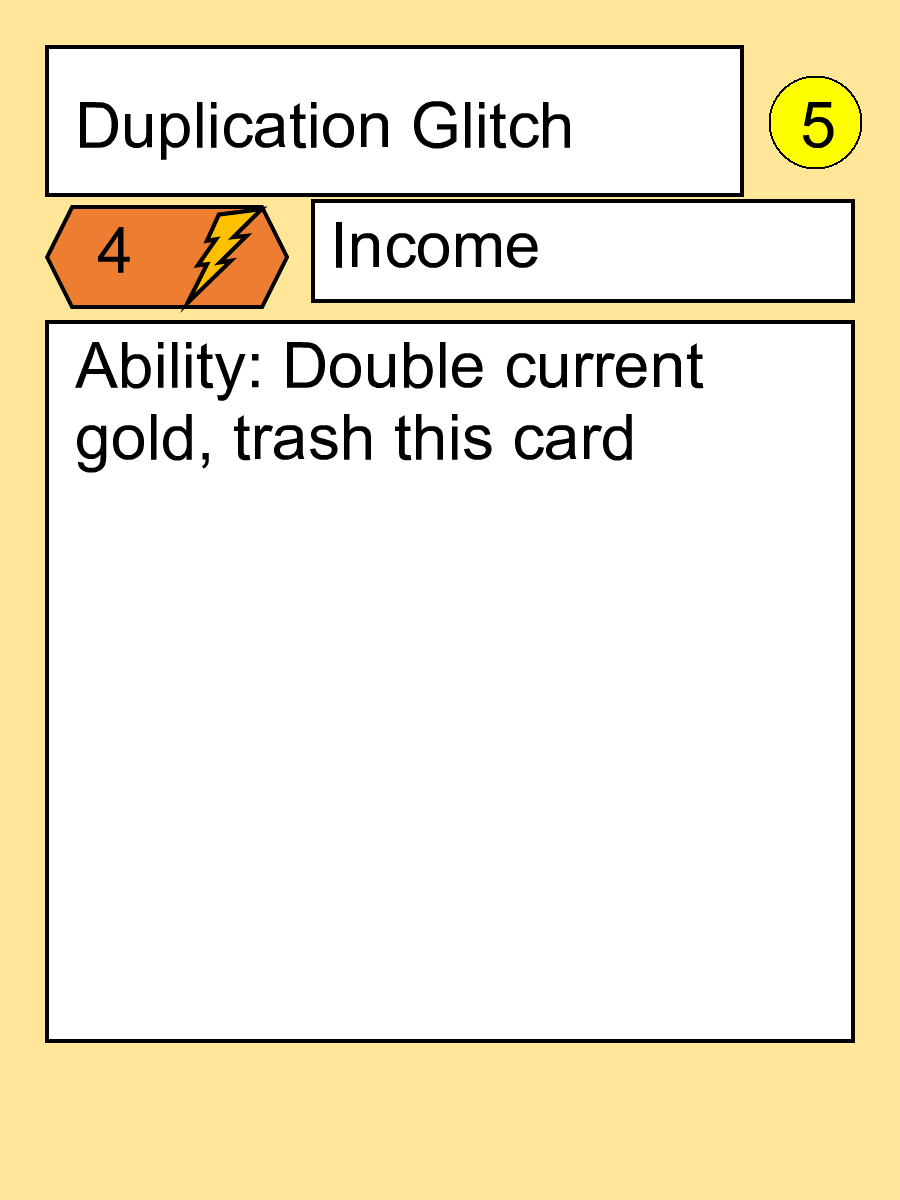 Duplication Glitch
5
4
Income
Ability: Double current
gold, trash this card